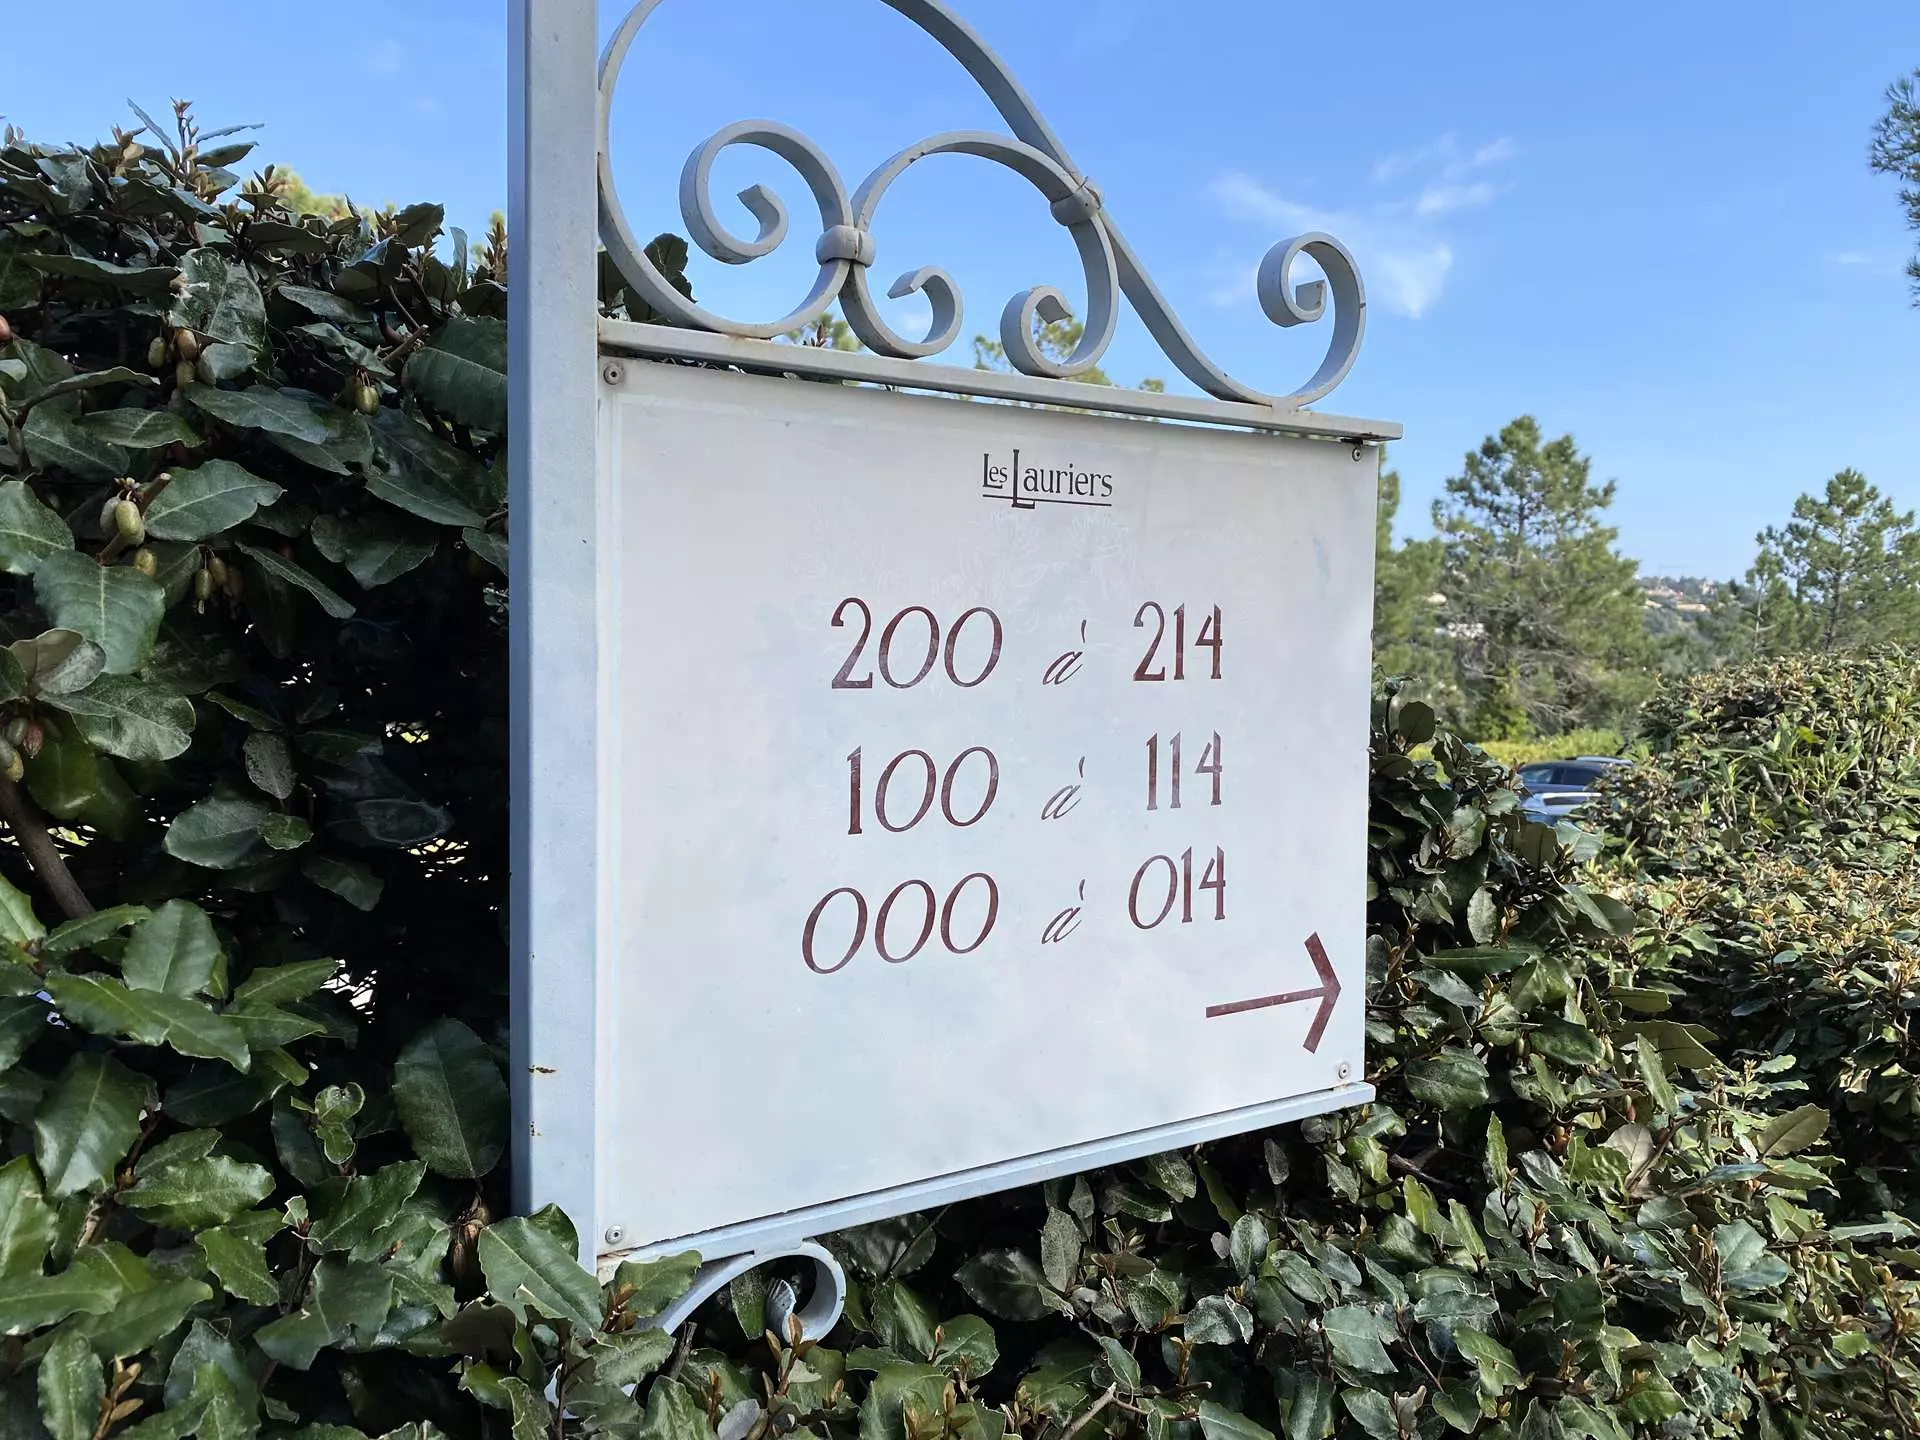 Les Lauriers
200 à 214
100 à 114
000 à 014